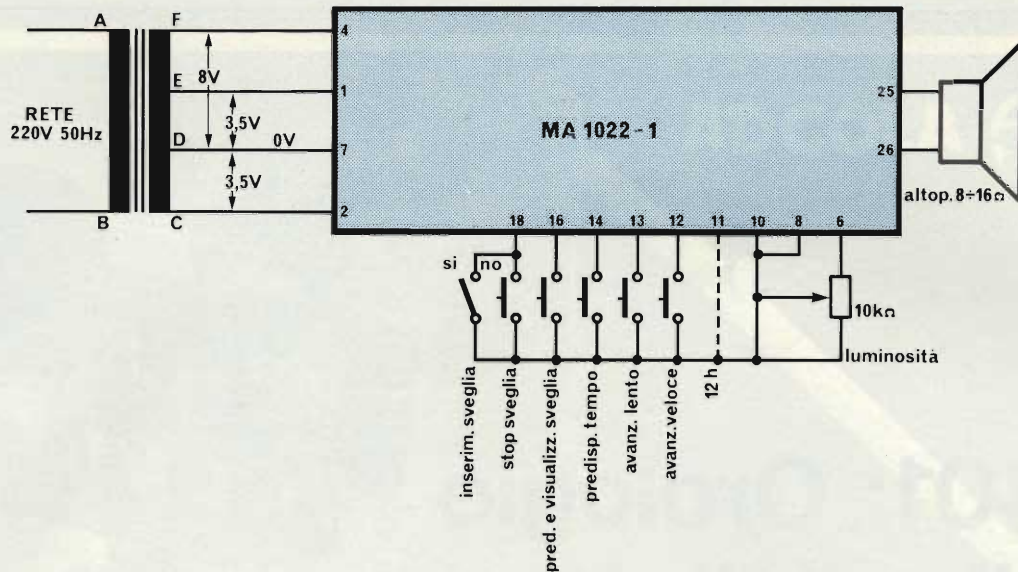 A
F
4
8V
E
1
RETE
220V 50Hz
3,5V
MA 1022-1
25
D
0V
7
26
3,5V
B
C
2
altop. 8÷16Ω
18
16
14
13
12
11
10
8
6
si
no
10kΩ
luminosità
inserim. sveglia
stop sveglia
pred. e visualizz. sveglia
predisp. tempo
avanz. lento
avanz. veloce
12 h